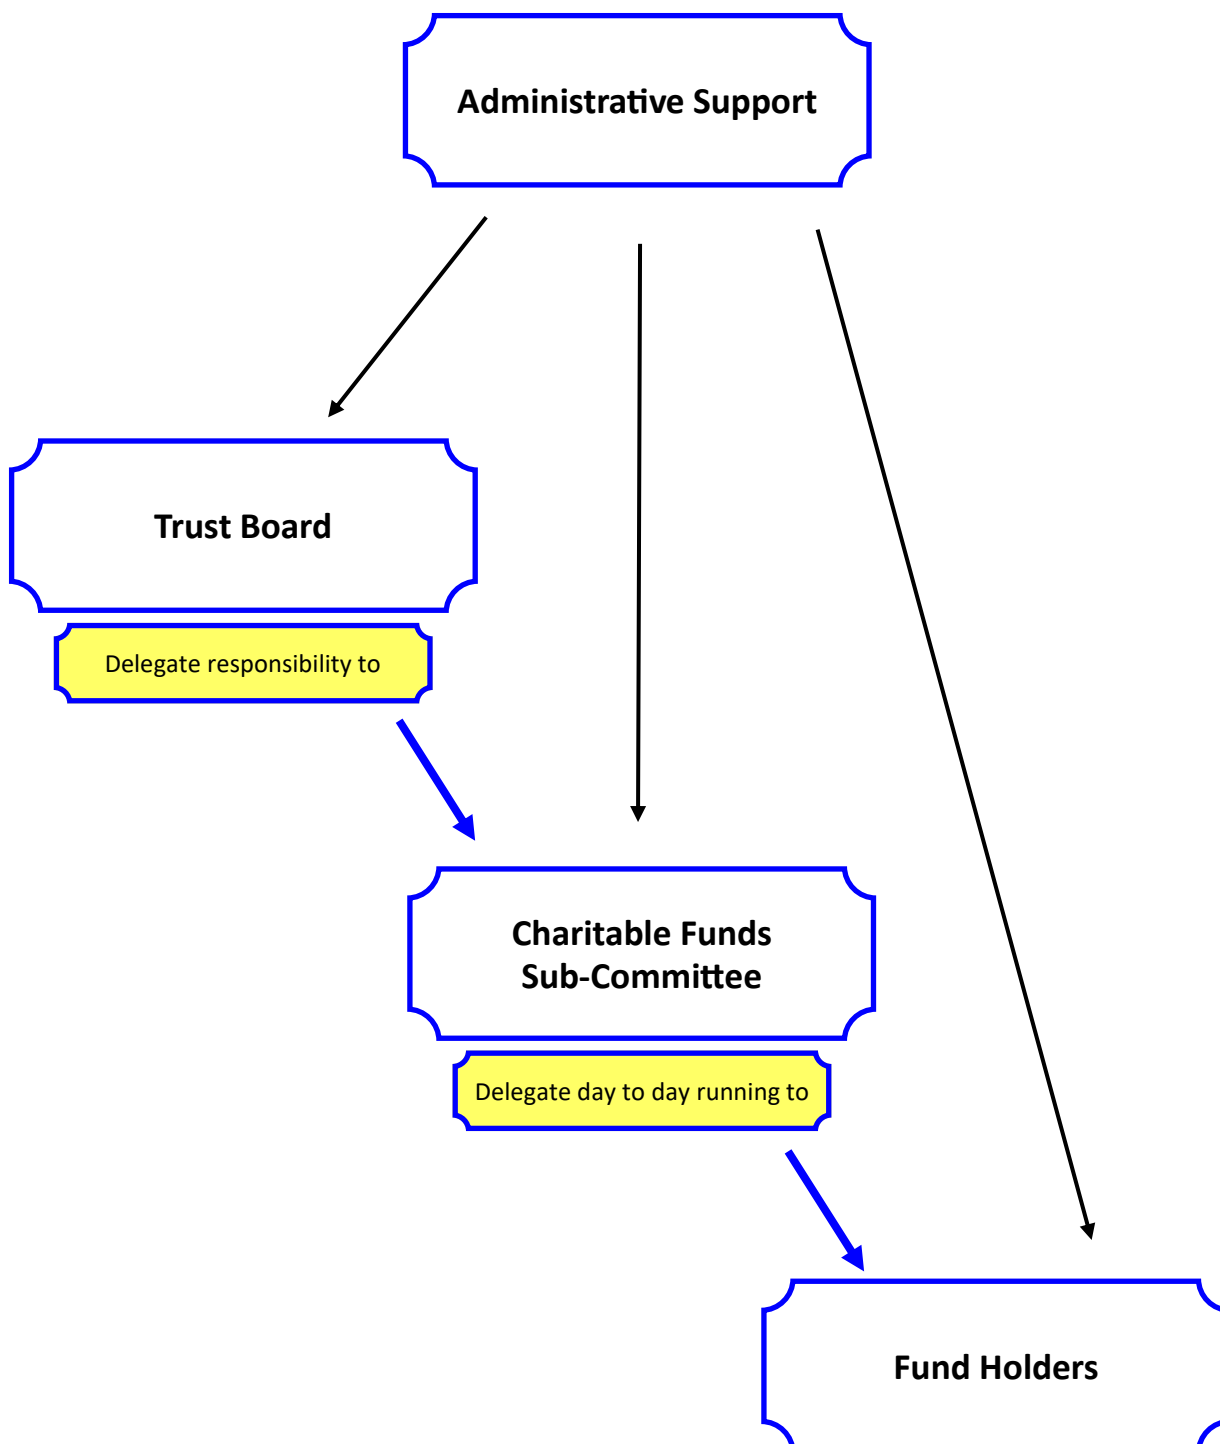 Administrative Support
Trust Board
Delegate responsibility to
Charitable Funds
Sub-Committee
Delegate day to day running to
Fund Holders